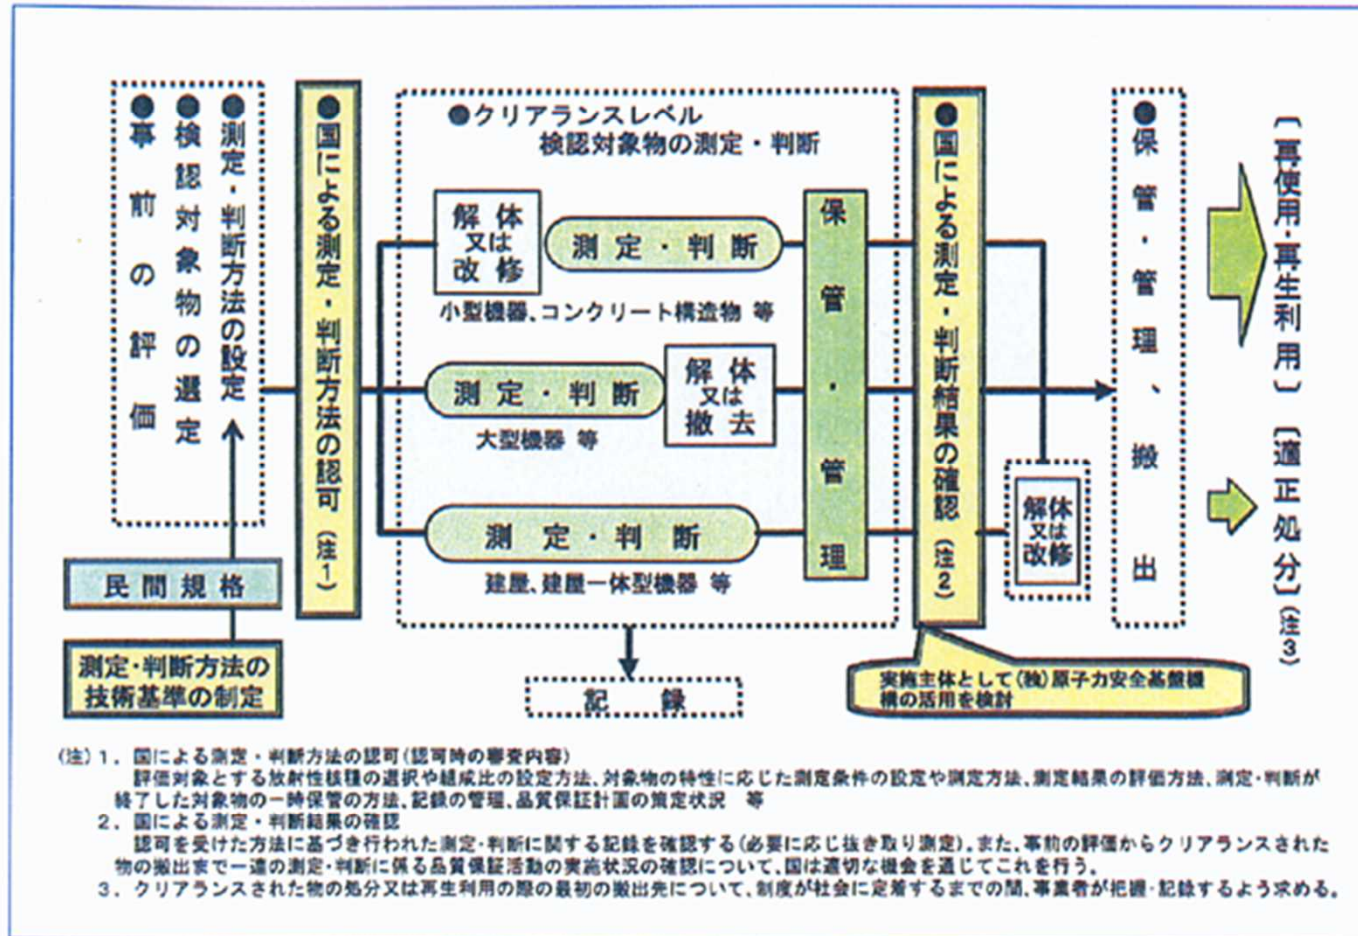 ●事前の評価
●検認対象物の選定
●測定・判断方法の設定
民間規格
測定・判断方法の
技術基準の制定
●国による測定・判断方法の認可(注1)
●クリアランスレベル
検認対象物の測定・判断
解体
又は
改修
測定・判断
小型機器、コンクリート構造物 等
測定・判断
解体
又は
撤去
大型機器 等
測定・判断
建屋、建屋一体型機器 等
保管・管理
記録
●国による測定・判断結果の確認(注2)
実施主体として(独)原子力安全基盤機
構の活用を検討
解体
又は
改修
●保管・管理、搬出
〔再使用・再生利用〕〔適正処分〕(注3)
(注)1. 国による測定・判断方法の認可(認可時の審査内容)
評価対象とする放射性核種の選択や組成比の設定方法、対象物の特性に応じた測定条件の設定や測定方法、測定結果の評価方法、測定・判断が
終了した対象物の一時保管の方法、記録の管理、品質保証計画の策定状況 等
2. 国による測定・判断結果の確認
認可を受けた方法に基づき行われた測定・判断に関する記録を確認する(必要に応じ抜き取り測定)。また、事前の評価からクリアランスされた
物の搬出まで一連の測定・判断に係る品質保証活動の実施状況の確認について、国は適切な機会を通じてこれを行う。
3. クリアランスされた物の処分又は再生利用の際の最初の搬出先について、制度が社会に定着するまでの間、事業者が把握・記録するよう求める。